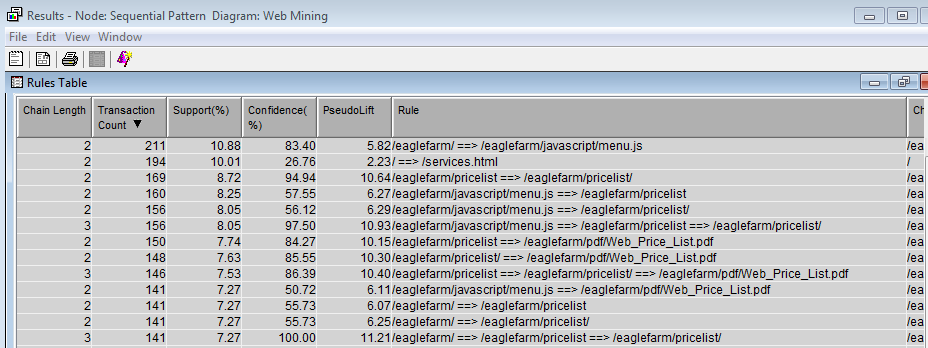 Results - Node: Sequential Pattern  Diagram: Web Mining
File Edit View Window
Rules Table
Chain Length Transaction Count ▼ Support(%) Confidence(%) PseudoLift Rule Ch
2 211 10.88 83.40 5.82 /eaglefarm/ ==> /eaglefarm/javascript/menu.js /ea
2 194 10.01 26.76 2.23 / ==> /services.html /
2 169 8.72 94.94 10.64 /eaglefarm/pricelist ==> /eaglefarm/pricelist/ /ea
2 160 8.25 57.55 6.27 /eaglefarm/javascript/menu.js ==> /eaglefarm/pricelist /ea
2 156 8.05 56.12 6.29 /eaglefarm/javascript/menu.js ==> /eaglefarm/pricelist/ /ea
3 156 8.05 97.50 10.93 /eaglefarm/javascript/menu.js ==> /eaglefarm/pricelist ==> /eaglefarm/pricelist/ /ea
2 150 7.74 84.27 10.15 /eaglefarm/pricelist ==> /eaglefarm/pdf/Web_Price_List.pdf /ea
2 148 7.63 85.55 10.30 /eaglefarm/pricelist/ ==> /eaglefarm/pdf/Web_Price_List.pdf /ea
3 146 7.53 86.39 10.40 /eaglefarm/pricelist ==> /eaglefarm/pricelist/ ==> /eaglefarm/pdf/Web_Price_List.pdf /ea
2 141 7.27 50.72 6.11 /eaglefarm/javascript/menu.js ==> /eaglefarm/pdf/Web_Price_List.pdf /ea
2 141 7.27 55.73 6.07 /eaglefarm/ ==> /eaglefarm/pricelist /ea
2 141 7.27 55.73 6.25 /eaglefarm/ ==> /eaglefarm/pricelist/ /ea
3 141 7.27 100.00 11.21 /eaglefarm/ ==> /eaglefarm/pricelist ==> /eaglefarm/pricelist/ /ea